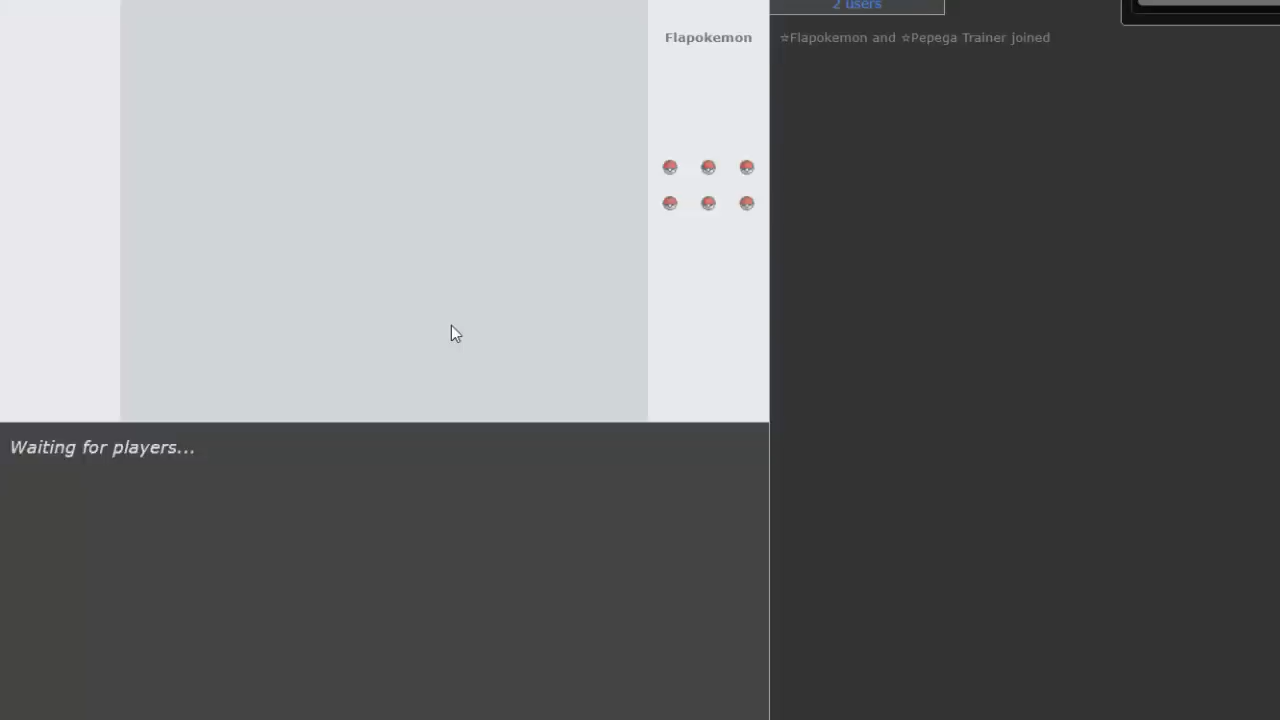 2 users
Flapokemon
☆Flapokemon and ☆Pepega Trainer joined
Waiting for players...